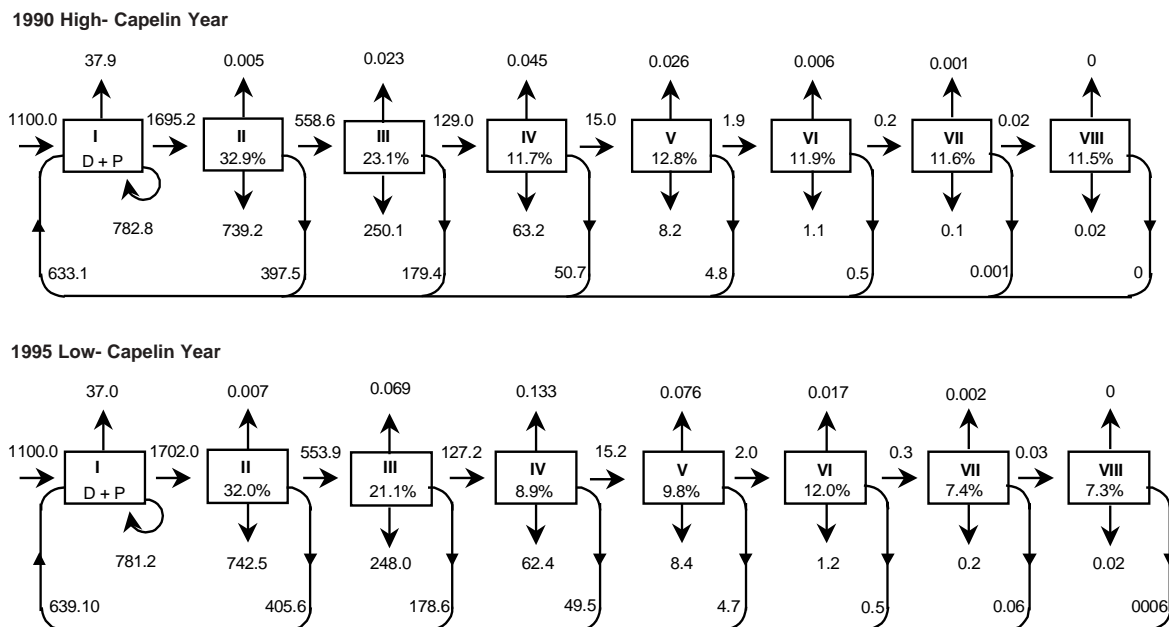 1990 High- Capelin Year
37.9 0.005 0.023 0.045 0.026 0.006 0.001 0
1100.0 1695.2 558.6 129.0 15.0 1.9 0.2 0.02
I II III IV V VI VII VIII
D + P 32.9% 23.1% 11.7% 12.8% 11.9% 11.6% 11.5%
782.8 739.2 250.1 63.2 8.2 1.1 0.1 0.02
633.1 397.5 179.4 50.7 4.8 0.5 0.001 0
1995 Low- Capelin Year
37.0 0.007 0.069 0.133 0.076 0.017 0.002 0
1100.0 1702.0 553.9 127.2 15.2 2.0 0.3 0.03
I II III IV V VI VII VIII
D + P 32.0% 21.1% 8.9% 9.8% 12.0% 7.4% 7.3%
781.2 742.5 248.0 62.4 8.4 1.2 0.2 0.02
639.10 405.6 178.6 49.5 4.7 0.5 0.06 0006